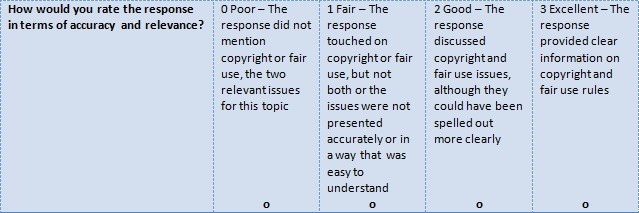 How would you rate the response
in terms of accuracy and relevance?
0 Poor – The
response did not
mention
copyright or fair
use, the two
relevant issues
for this topic
o
1 Fair – The
response
touched on
copyright or fair
use, but not
both or the
issues were not
presented
accurately or in
a way that was
easy to
understand
o
2 Good – The
response
discussed
copyright and
fair use issues,
although they
could have been
spelled out
more clearly
o
3 Excellent – The
response
provided clear
information on
copyright and
fair use rules
o